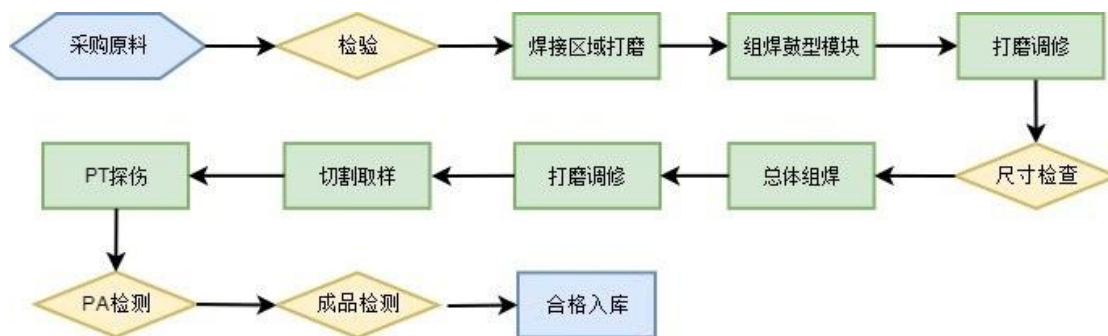 采购原料
检验
焊接区域打磨
组焊鼓型模块
打磨调修
尺寸检查
总体组焊
打磨调修
切割取样
PT探伤
PA检测
成品检测
合格入库